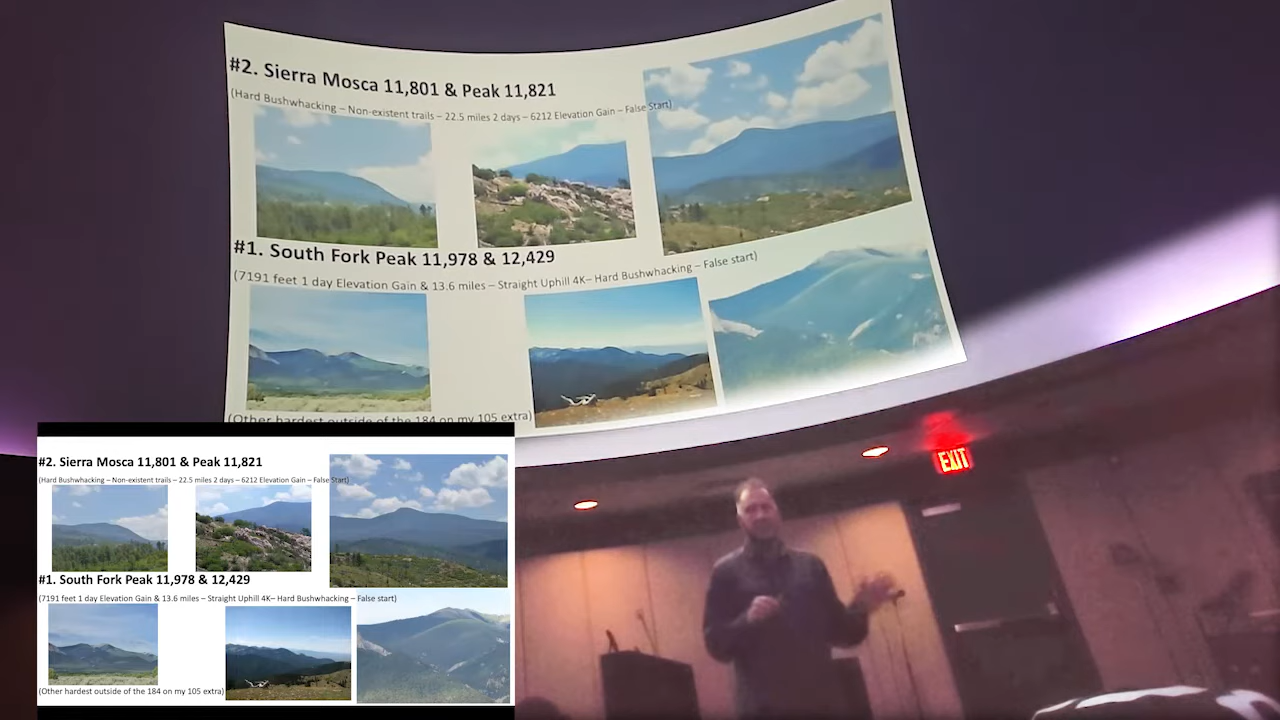 #2. Sierra Mosca 11,801 & Peak 11,821
(Hard Bushwhacking – Non-existent trails – 22.5 miles 2 days – 6212 Elevation Gain – False Start)
#1. South Fork Peak 11,978 & 12,429
(7191 feet 1 day Elevation Gain & 13.6 miles – Straight Uphill 4K– Hard Bushwhacking – False start)
(Other hardest outside of the 184 on my 105 extra)
EXIT
#2. Sierra Mosca 11,801 & Peak 11,821
(Hard Bushwhacking – Non-existent trails – 22.5 miles 2 days – 6212 Elevation Gain – False Start)
#1. South Fork Peak 11,978 & 12,429
(7191 feet 1 day Elevation Gain & 13.6 miles – Straight Uphill 4K– Hard Bushwhacking – False start)
(Other hardest outside of the 184 on my 105 extra)